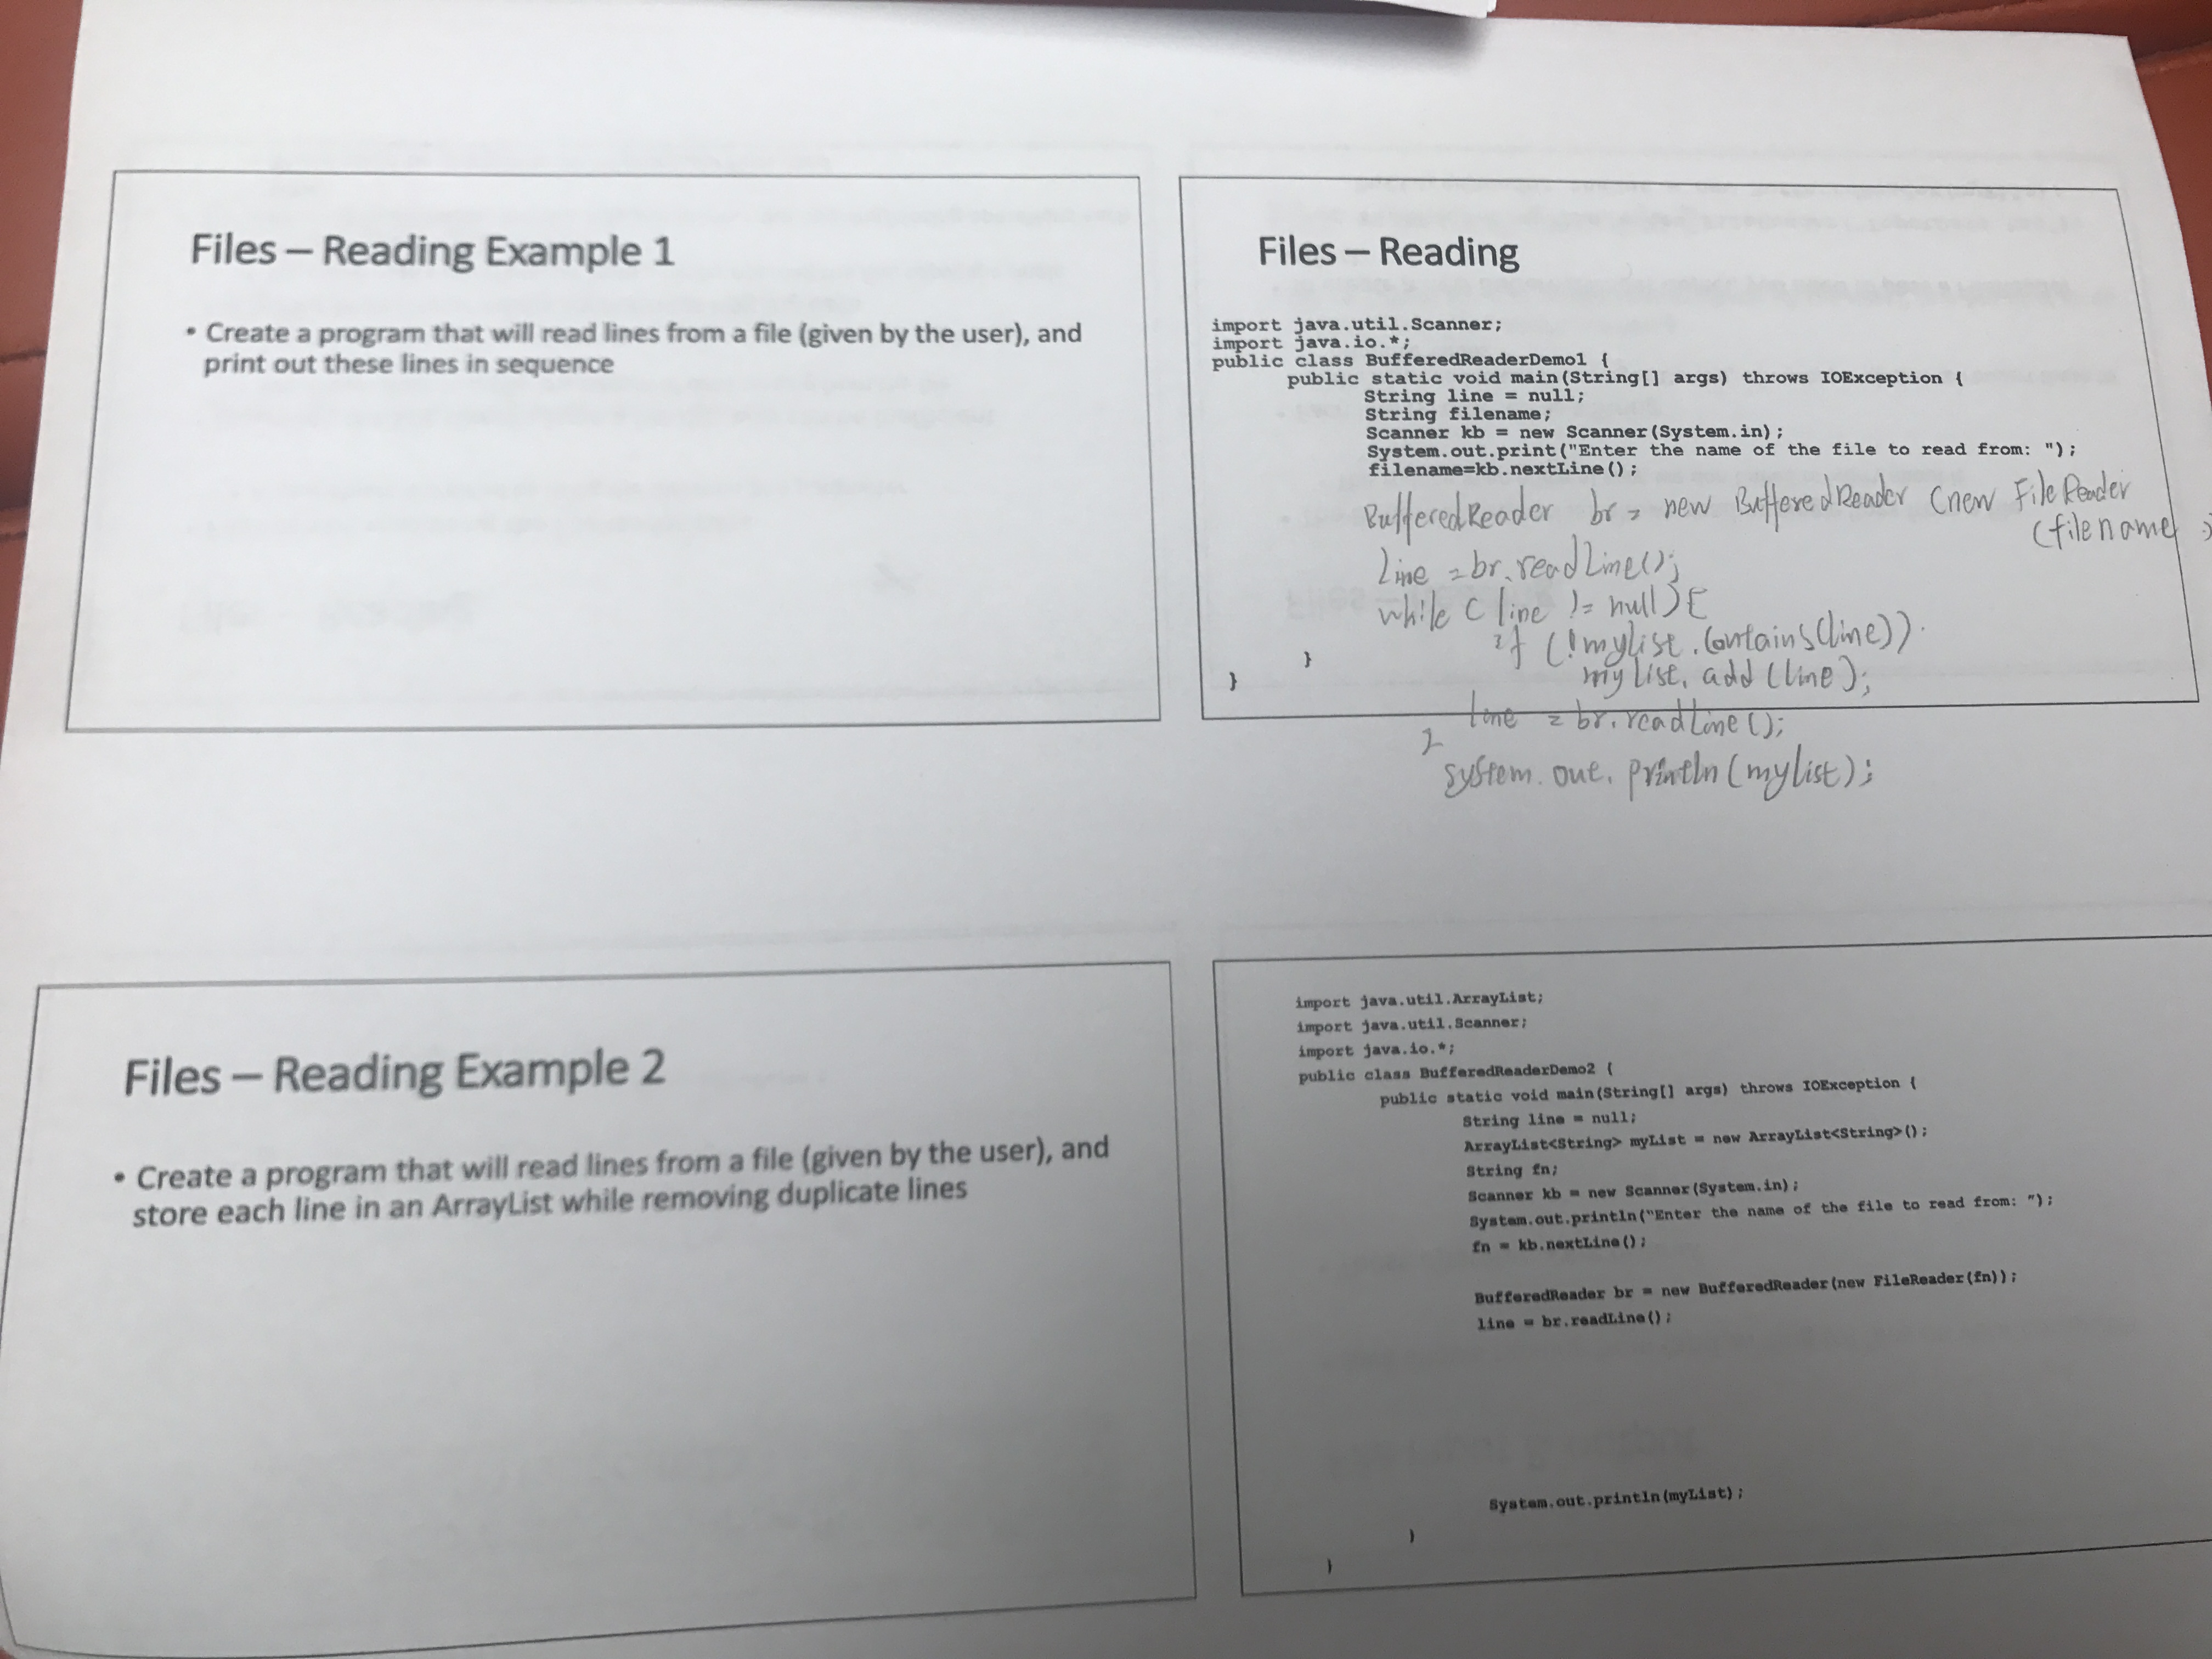 Files – Reading Example 1
• Create a program that will read lines from a file (given by the user), and
print out these lines in sequence
Files – Reading
import java.util.Scanner;
import java.io.*;
public class BufferedReaderDemo1 {
public static void main(String[] args) throws IOException {
String line = null;
String filename;
Scanner kb = new Scanner(System.in);
System.out.print("Enter the name of the file to read from: ");
filename=kb.nextLine();
BufferedReader br = new BufferedReader (new FileReader
(filename
line = br.readLine();
while ( line != null ) {
if (!mylist.contains(line)).
mylist.add(line);
}
}
line = br.readLine();
}
System.out.println(mylist);
Files – Reading Example 2
• Create a program that will read lines from a file (given by the user), and
store each line in an ArrayList while removing duplicate lines
import java.util.ArrayList;
import java.util.Scanner;
import java.io.*;
public class BufferedReaderDemo2 {
public static void main(String[] args) throws IOException {
String line = null;
ArrayList<String> myList = new ArrayList<String>();
String fn;
Scanner kb = new Scanner(System.in);
System.out.println("Enter the name of the file to read from: ");
fn = kb.nextLine();
BufferedReader br = new BufferedReader(new FileReader(fn));
line = br.readLine();
System.out.println(myList);
}
}